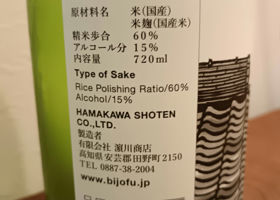 原材料名 米(国産)
米麹(国産米)
精米歩合 60%
アルコール分 15%
内容量 720ml
Type of Sake
Rice Polishing Ratio/60%
Alcohol/15%
HAMAKAWA SHOTEN
CO.,LTD.
製造者
有限会社 濵川商店
高知県安芸郡田野町2150
TEL 0887-38-2004
www.bijofu.jp